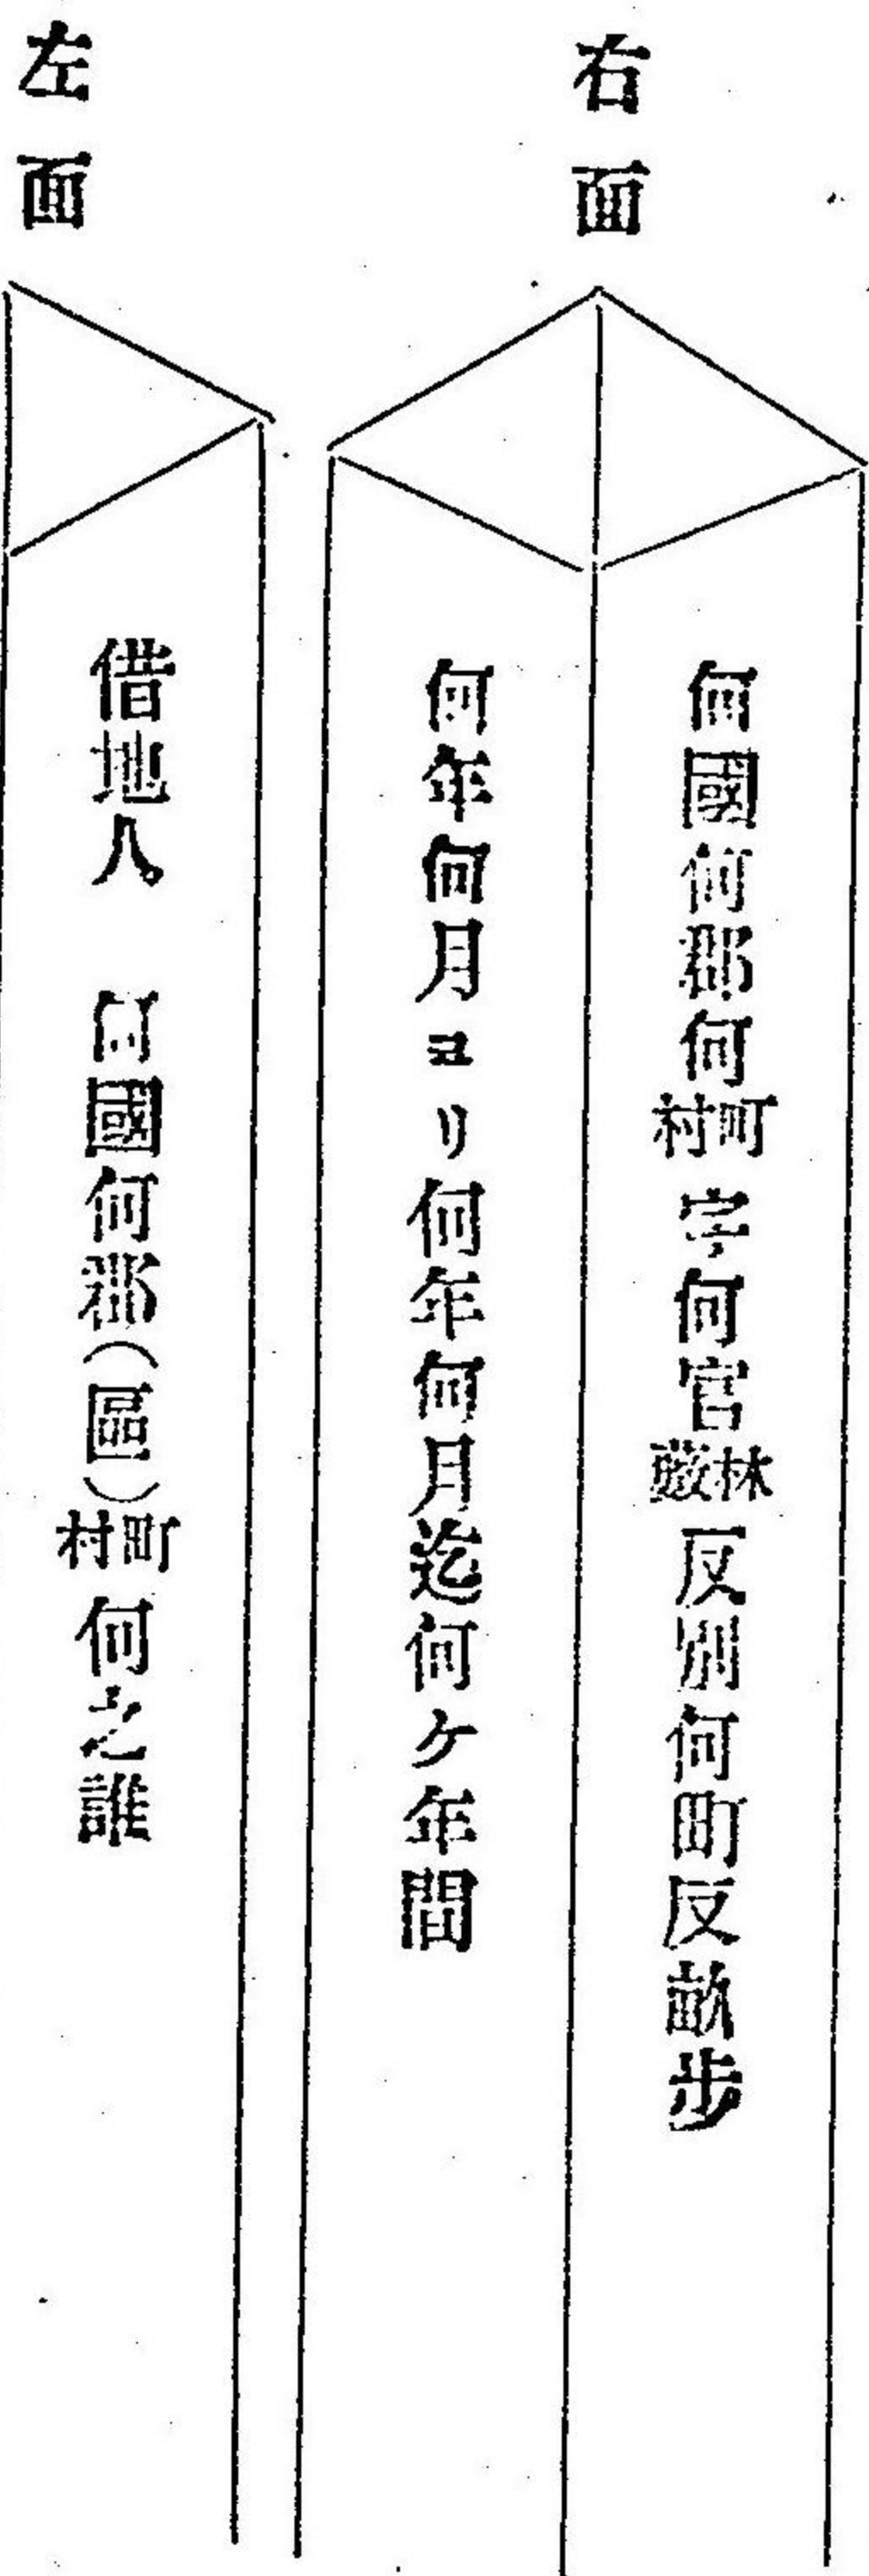 右面
何國何郡何町村字何官林藪反別何町反畝歩
何年何月ヨリ何年何月迄何ケ年間
左面
借地人 何國何郡(區)町村何之誰